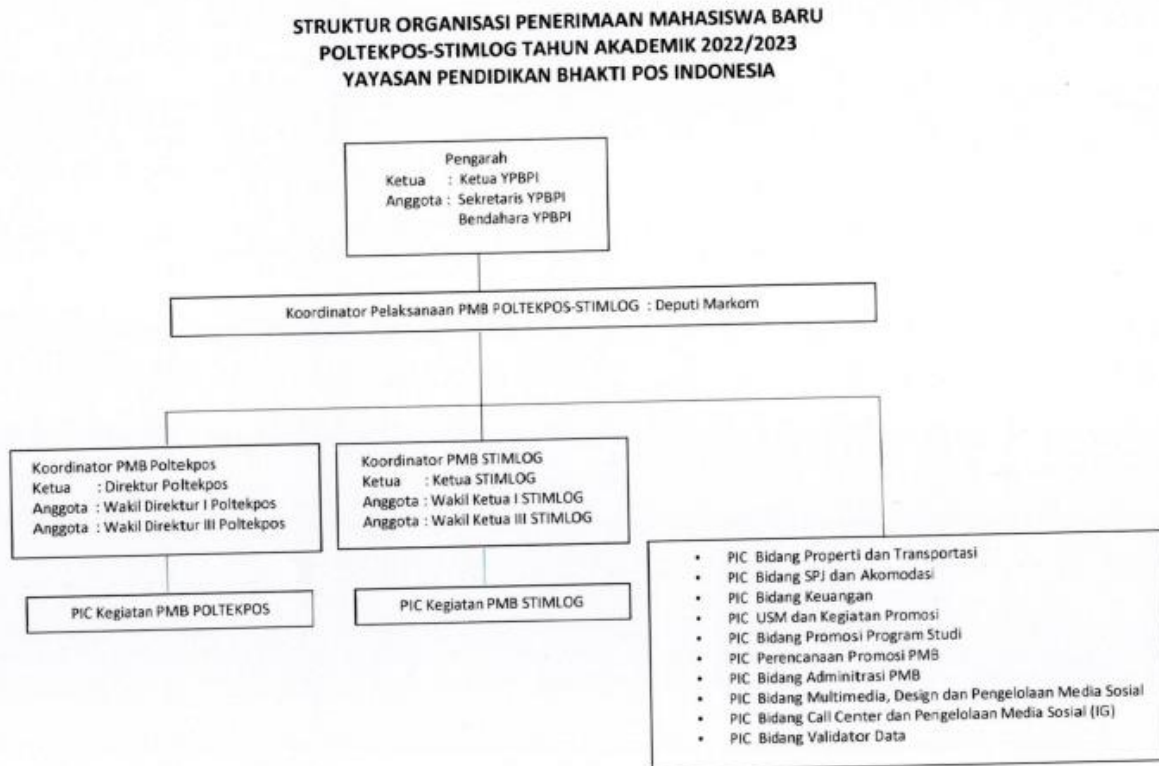 STRUKTUR ORGANISASI PENERIMAAN MAHASISWA BARU
POLTEKPOS-STIMLOG TAHUN AKADEMIK 2022/2023
YAYASAN PENDIDIKAN BHAKTI POS INDONESIA
Pengarah
Ketua : Ketua YPBPI
Anggota : Sekretaris YPBPI
Bendahara YPBPI
Koordinator Pelaksanaan PMB POLTEKPOS-STIMLOG : Deputi Markom
Koordinator PMB Poltekpos
Ketua : Direktur Poltekpos
Anggota : Wakil Direktur I Poltekpos
Anggota : Wakil Direktur III Poltekpos
PIC Kegiatan PMB POLTEKPOS
Koordinator PMB STIMLOG
Ketua : Ketua STIMLOG
Anggota : Wakil Ketua I STIMLOG
Anggota : Wakil Ketua III STIMLOG
PIC Kegiatan PMB STIMLOG
• PIC Bidang Properti dan Transportasi
• PIC Bidang SPJ dan Akomodasi
• PIC Bidang Keuangan
• PIC USM dan Kegiatan Promosi
• PIC Bidang Promosi Program Studi
• PIC Perencanaan Promosi PMB
• PIC Bidang Adminitrasi PMB
• PIC Bidang Multimedia, Design dan Pengelolaan Media Sosial
• PIC Bidang Call Center dan Pengelolaan Media Sosial (IG)
• PIC Bidang Validator Data